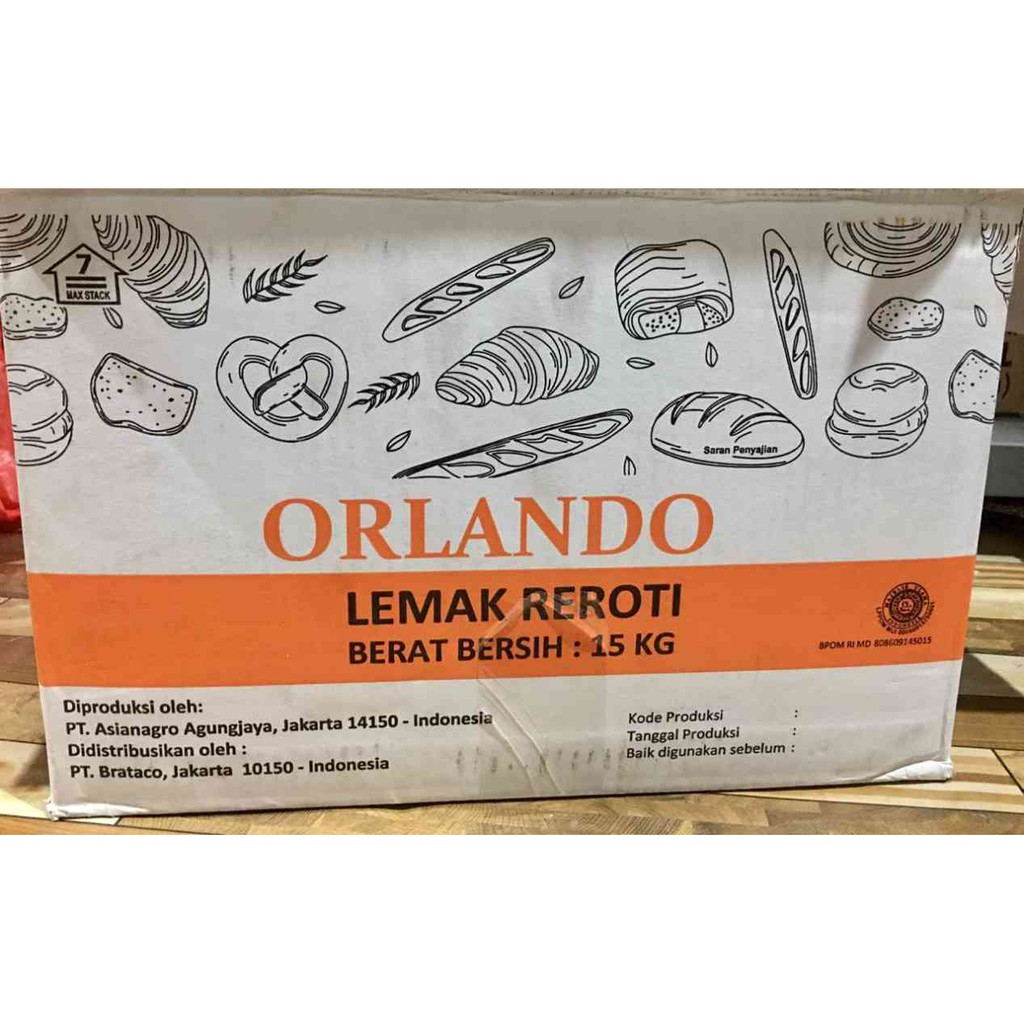 7
MAX STACK
Saran Penyajian
ORLANDO
LEMAK REROTI
BERAT BERSIH : 15 KG
BPOM RI MD 808609145015
Diproduksi oleh:
PT. Asianagro Agungjaya, Jakarta 14150 - Indonesia
Didistribusikan oleh :
PT. Brataco, Jakarta 10150 - Indonesia
Kode Produksi :
Tanggal Produksi :
Baik digunakan sebelum :